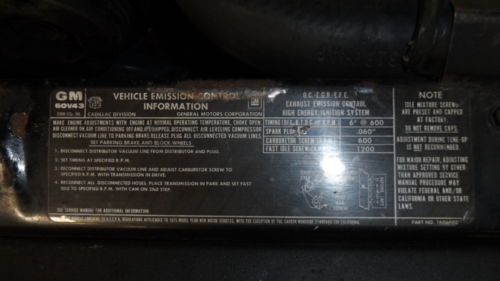 GM
60V43
CADILLAC DIVISION
VEHICLE EMISSION CONTROL
INFORMATION
GENERAL MOTORS CORPORATION
MAKE ENGINE ADJUSTMENTS WITH ENGINE AT NORMAL OPERATING TEMPERATURE, CHOKE OPEN,
AIR CLEANER ON, AIR CONDITIONING OFF AND DISCONNECT AIR LEVELING COMPRESSOR
DISCONNECT VACUUM LINE TO PARKING BRAKE RELEASE, PLUG ALL DISCONNECTED VACUUM LINES
SET PARKING BRAKE AND BLOCK WHEELS
1. DISCONNECT DISTRIBUTOR VACUUM LINE FROM DISTRIBUTOR AND PLUG.
2. SET TIMING AT SPECIFIED R.P.M.
3. RECONNECT DISTRIBUTOR VACUUM LINE AND ADJUST CARBURETOR SCREW TO
SPECIFIED R.P.M. WITH TRANSMISSION IN DRIVE.
4. RECONNECT ALL DISCONNECTED HOSES. PLACE TRANSMISSION IN PARK AND SET FAST
IDLE TO SPECIFIED R.P.M. WITH CAM ON 2ND STEP.
SEE SERVICE MANUAL FOR ADDITIONAL INFORMATION.
EXHAUST EMISSION CONTROL
HIGH ENERGY IGNITION SYSTEM
TIMING 6° @ 600
SPARK PLUG .060"
CARBURETOR SCREW 600
FAST IDLE SCREW 1200
NOTE
IDLE MIXTURE SCREWS
ARE PRESET AND CAPPED
AT FACTORY
DO NOT REMOVE CAPS.
ADJUSTMENT DURING TUNE-UP
IS NOT RECOMMENDED.
FOR MAJOR REPAIR, ADJUSTING
MIXTURE SETTING BY OTHER
THAN APPROVED SERVICE
MANUAL PROCEDURE MAY
VIOLATE FEDERAL AND/OR
CALIFORNIA OR OTHER STATE
LAWS.
PART NO.